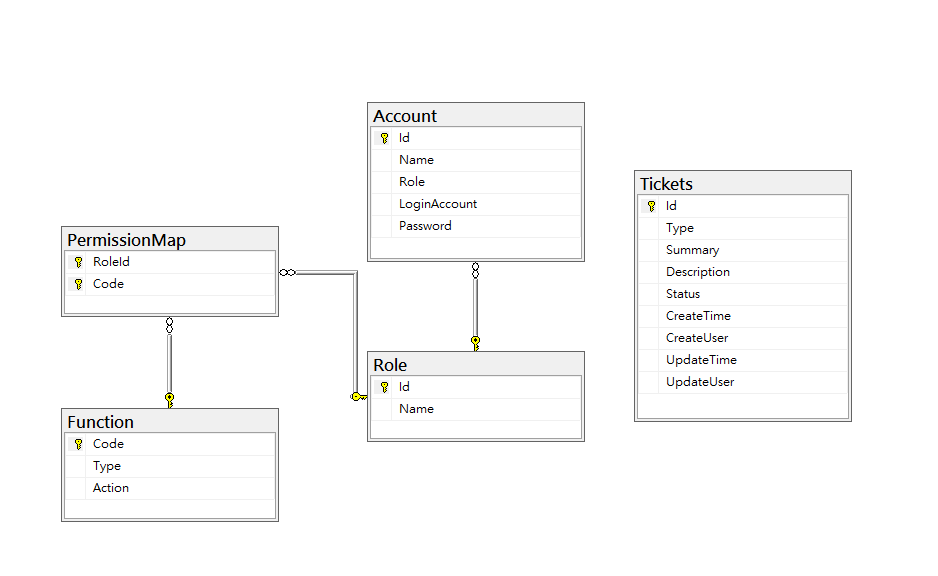 Account
Id
Name
Role
LoginAccount
Password
Tickets
Id
Type
Summary
Description
Status
CreateTime
CreateUser
UpdateTime
UpdateUser
PermissionMap
RoleId
Code
Role
Id
Name
Function
Code
Type
Action